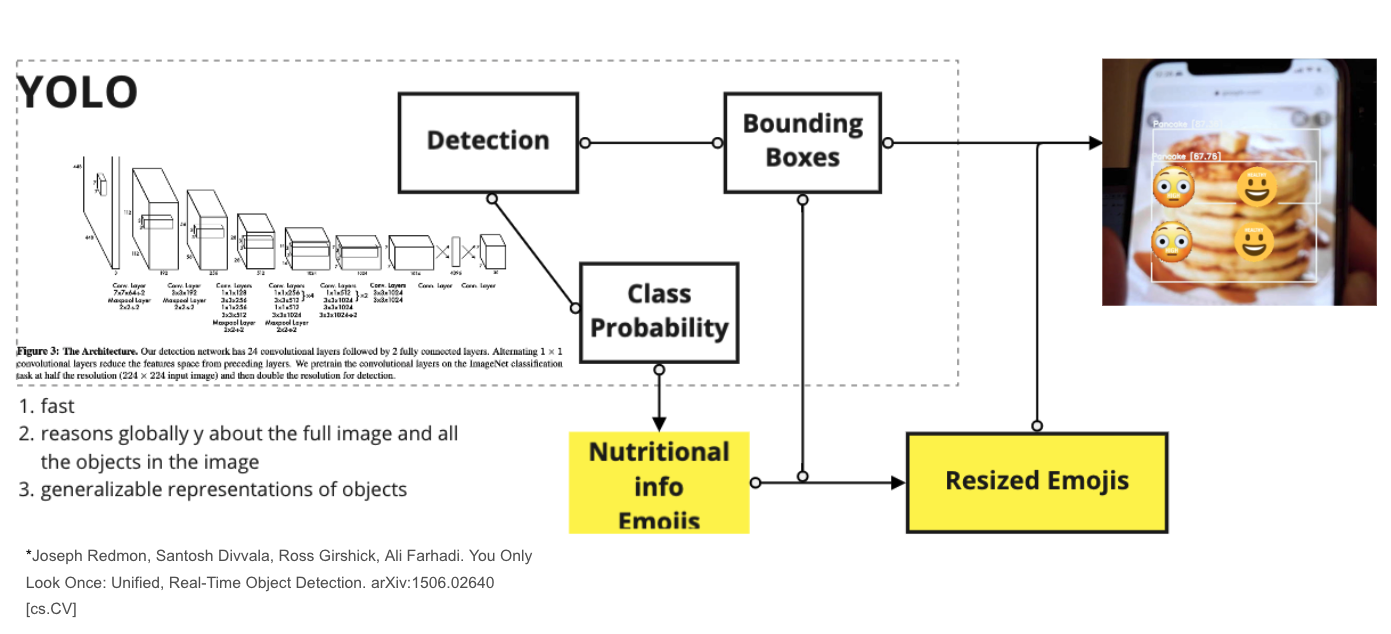 YOLO
Detection
Bounding
Boxes
Class
Probability
Conv. Layer
7x7x64-s-2
Maxpool Layer
2x2-s-2
Conv. Layer
3x3x192
Maxpool Layer
2x2-s-2
Conv. Layers
1x1x128
3x3x256
1x1x256
3x3x512
Maxpool Layer
2x2-s-2
Conv. Layers
1x1x256
3x3x512 }x4
1x1x512
3x3x1024
Maxpool Layer
2x2-s-2
Conv. Layers
1x1x512
3x3x1024 }x2
3x3x1024
3x3x1024-s-2
Conv. Layers
3x3x1024
3x3x1024
Conn. Layer
Conn. Layer
Figure 3: The Architecture. Our detection network has 24 convolutional layers followed by 2 fully connected layers. Alternating 1 × 1
convolutional layers reduce the features space from preceding layers. We pretrain the convolutional layers on the ImageNet classification
task at half the resolution (224 × 224 input image) and then double the resolution for detection.
1. fast
2. reasons globally y about the full image and all
the objects in the image
3. generalizable representations of objects
Nutritional
info
Emojis
Resized Emojis
Pancake
Pancake [67.76]
HEALTHY
HEALTHY
*Joseph Redmon, Santosh Divvala, Ross Girshick, Ali Farhadi. You Only
Look Once: Unified, Real-Time Object Detection. arXiv:1506.02640
[cs.CV]